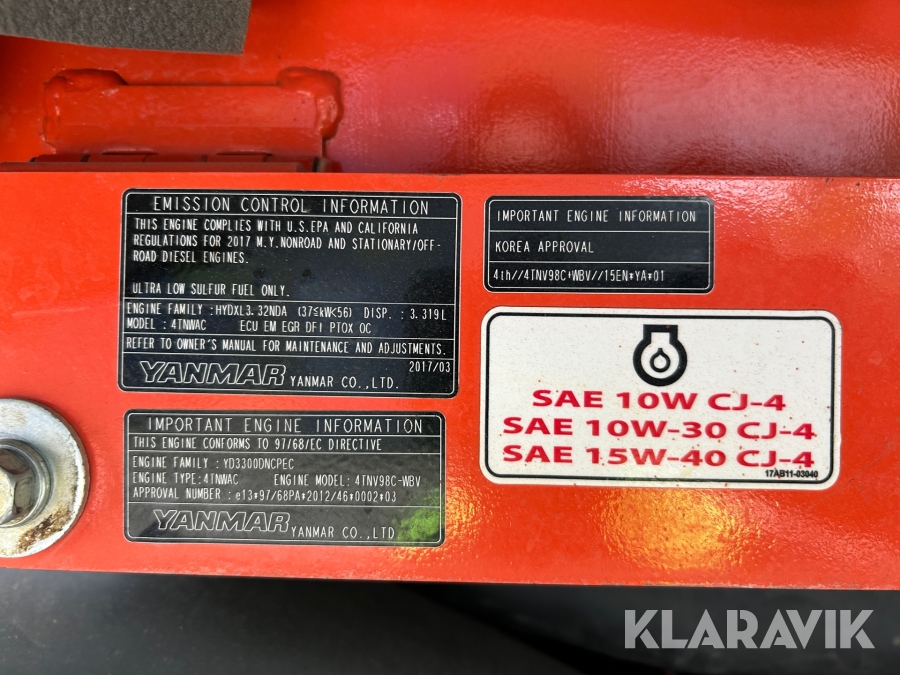 EMISSION CONTROL INFORMATION
THIS ENGINE COMPLIES WITH U.S.EPA AND CALIFORNIA
REGULATIONS FOR 2017 M.Y.NONROAD AND STATIONARY/OFF-
ROAD DIESEL ENGINES.
ULTRA LOW SULFUR FUEL ONLY.
ENGINE FAMILY :HYDXL3.32NDA (37≤kW<56) DISP. : 3.319L
MODEL: 4TNWAC ECU EM EGR DFI PTOX OC
REFER TO OWNER'S MANUAL FOR MAINTENANCE AND ADJUSTMENTS.
2017/03
YANMAR YANMAR CO.,LTD.
IMPORTANT ENGINE INFORMATION
THIS ENGINE CONFORMS TO 97/68/EC DIRECTIVE
ENGINE FAMILY : YD3300DNCPEC
ENGINE TYPE:4TNWAC ENGINE MODEL:4TNV98C-WBV
APPROVAL NUMBER : e13*97/68PA*2012/46*0002*03
YANMAR YANMAR CO.,LTD
IMPORTANT ENGINE INFORMATION
KOREA APPROVAL
4th//4TNV98C+WBV//15EN*YA*01
SAE 10W CJ-4
SAE 10W-30 CJ-4
SAE 15W-40 CJ-4
17AB11-03040
KLARAVIK